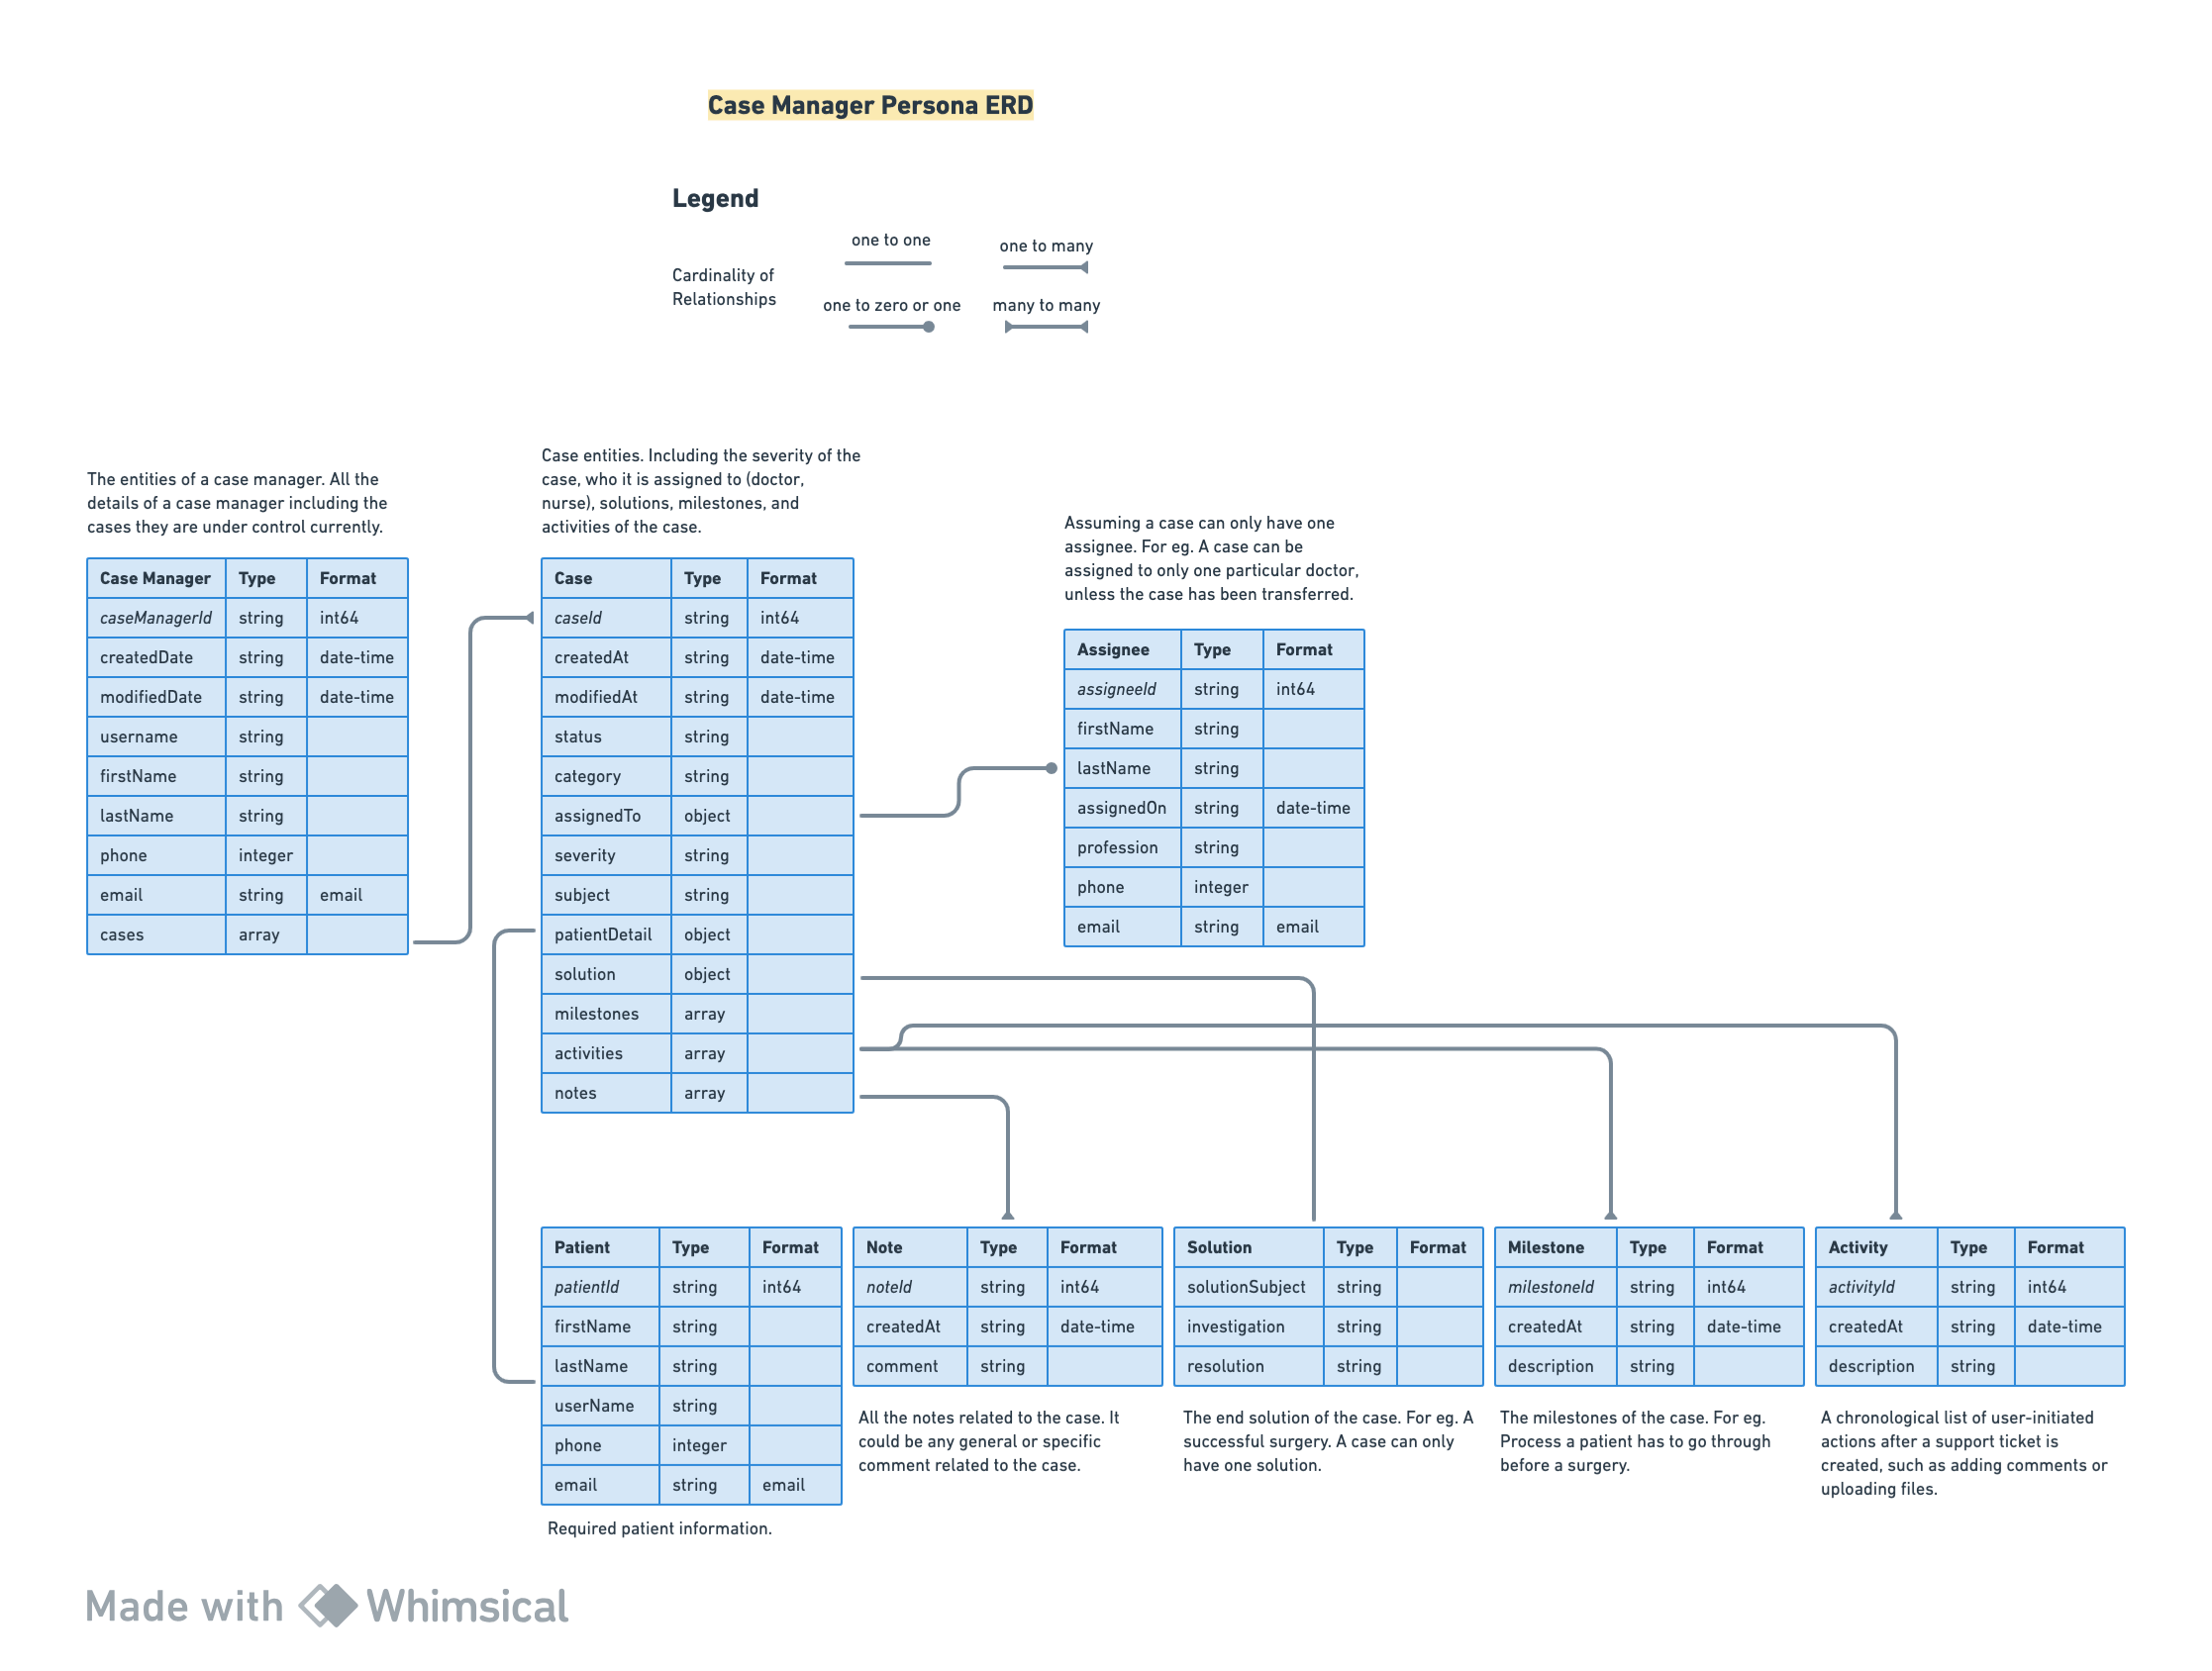 Case Manager Persona ERD
Legend
one to one
one to many
Cardinality of
Relationships
one to zero or one
many to many
The entities of a case manager. All the
details of a case manager including the
cases they are under control currently.
Case Manager Type Format
caseManagerId string int64
createdDate string date-time
modifiedDate string date-time
username string
firstName string
lastName string
phone integer
email string email
cases array
Case entities. Including the severity of the
case, who it is assigned to (doctor,
nurse), solutions, milestones, and
activities of the case.
Case Type Format
caseId string int64
createdAt string date-time
modifiedAt string date-time
status string
category string
assignedTo object
severity string
subject string
patientDetail object
solution object
milestones array
activities array
notes array
Assuming a case can only have one
assignee. For eg. A case can be
assigned to only one particular doctor,
unless the case has been transferred.
Assignee Type Format
assigneeId string int64
firstName string
lastName string
assignedOn string date-time
profession string
phone integer
email string email
Patient Type Format
patientId string int64
firstName string
lastName string
userName string
phone integer
email string email
Required patient information.
Note Type Format
noteId string int64
createdAt string date-time
comment string
All the notes related to the case. It
could be any general or specific
comment related to the case.
Solution Type Format
solutionSubject string
investigation string
resolution string
The end solution of the case. For eg. A
successful surgery. A case can only
have one solution.
Milestone Type Format
milestoneId string int64
createdAt string date-time
description string
The milestones of the case. For eg.
Process a patient has to go through
before a surgery.
Activity Type Format
activityId string int64
createdAt string date-time
description string
A chronological list of user-initiated
actions after a support ticket is
created, such as adding comments or
uploading files.
Made with Whimsical